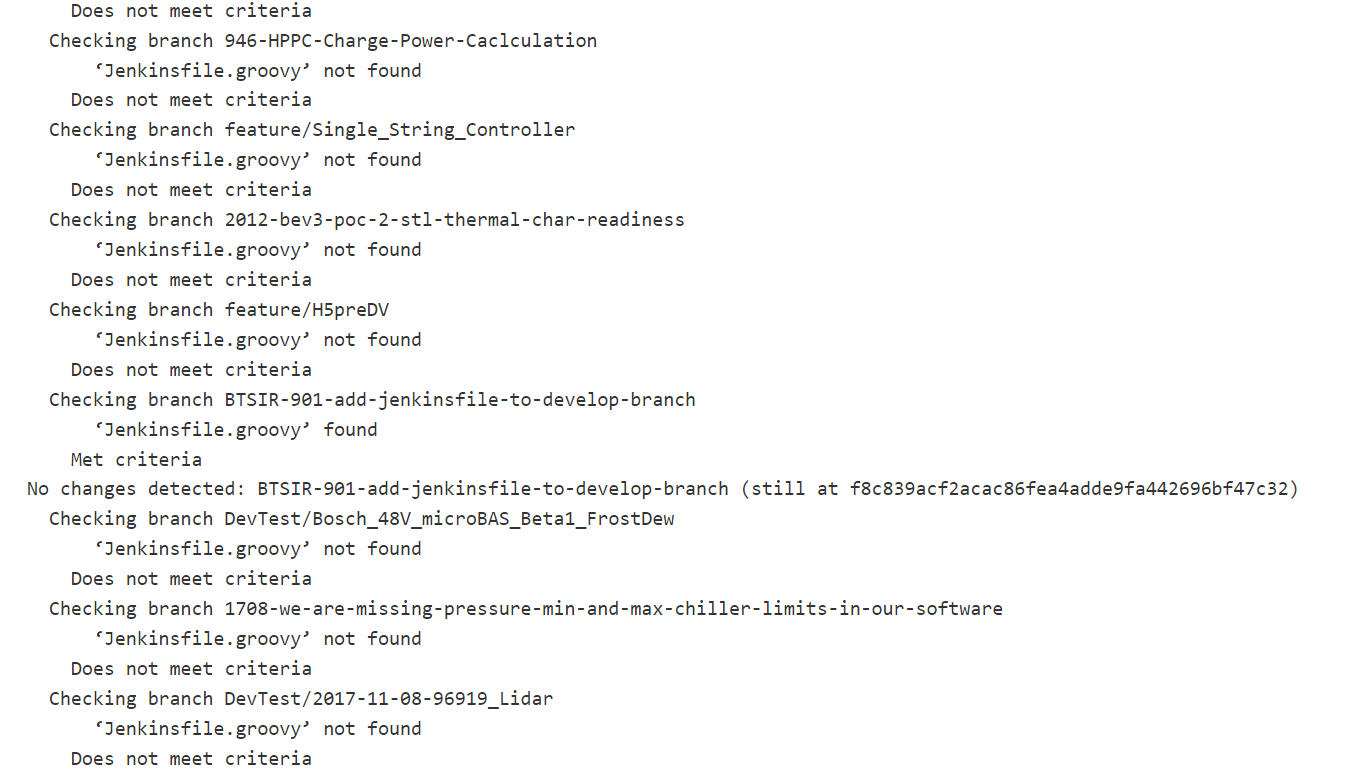 Does not meet criteria
Checking branch 946-HPPC-Charge-Power-Caclculation
‘Jenkinsfile.groovy’ not found
Does not meet criteria
Checking branch feature/Single_String_Controller
‘Jenkinsfile.groovy’ not found
Does not meet criteria
Checking branch 2012-bev3-poc-2-stl-thermal-char-readiness
‘Jenkinsfile.groovy’ not found
Does not meet criteria
Checking branch feature/H5preDV
‘Jenkinsfile.groovy’ not found
Does not meet criteria
Checking branch BTSIR-901-add-jenkinsfile-to-develop-branch
‘Jenkinsfile.groovy’ found
Met criteria
No changes detected: BTSIR-901-add-jenkinsfile-to-develop-branch (still at f8c839acf2acac86fea4adde9fa442696bf47c32)
Checking branch DevTest/Bosch_48V_microBAS_Beta1_FrostDew
‘Jenkinsfile.groovy’ not found
Does not meet criteria
Checking branch 1708-we-are-missing-pressure-min-and-max-chiller-limits-in-our-software
‘Jenkinsfile.groovy’ not found
Does not meet criteria
Checking branch DevTest/2017-11-08-96919_Lidar
‘Jenkinsfile.groovy’ not found
Does not meet criteria